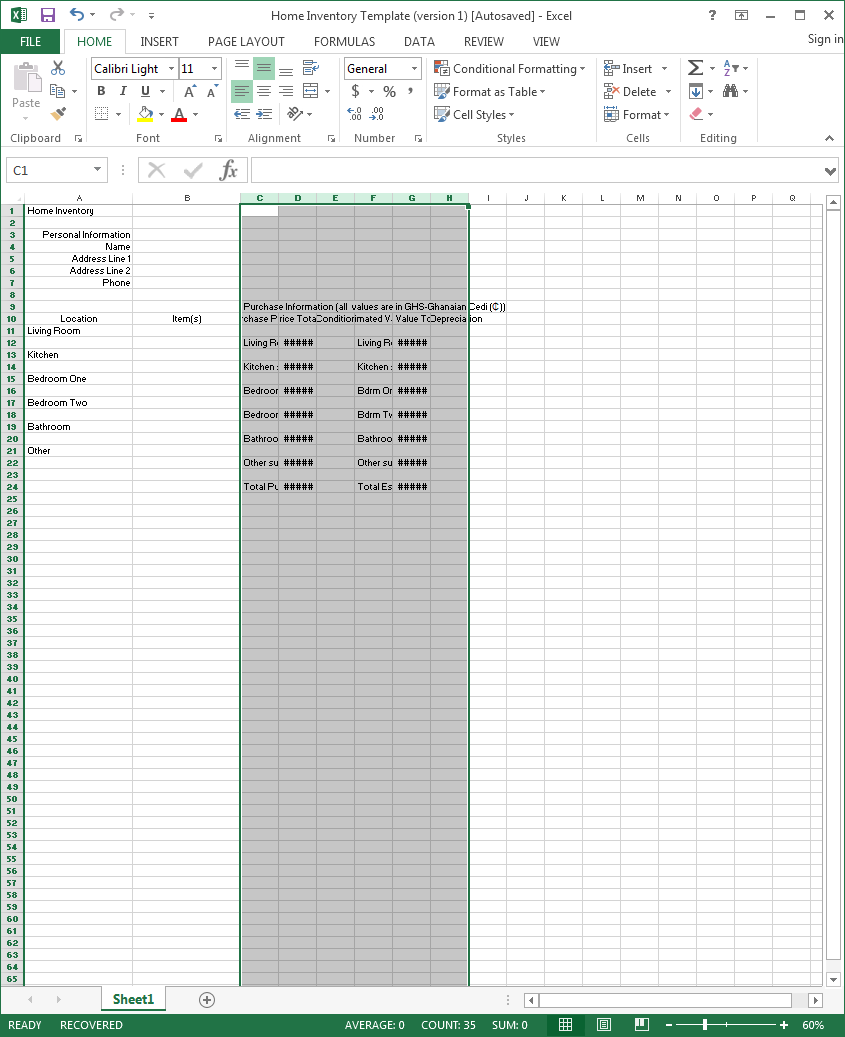 Home Inventory Template (version 1) [Autosaved] - Excel
?
FILE HOME INSERT PAGE LAYOUT FORMULAS DATA REVIEW VIEW Sign in
Calibri Light 11 General Conditional Formatting Insert
Paste B I U A A $ % , Format as Table Delete
A Cell Styles Format
Clipboard Font Alignment Number Styles Cells Editing
C1 fx
A B C D E F G H I J K L M N O P Q
1 Home Inventory
2
3 Personal Information
4 Name
5 Address Line 1
6 Address Line 2
7 Phone
8
9 Purchase Information (all values are in GHS-Ghanaian Cedi (₵))
10 Location Item(s) rchase P rice Tota Condition imated V Value To Depreciation
11 Living Room
12 Living R ##### Living R #####
13 Kitchen
14 Kitchen : ##### Kitchen : #####
15 Bedroom One
16 Bedroor ##### Bdrm Or #####
17 Bedroom Two
18 Bedroor ##### Bdrm Tv #####
19 Bathroom
20 Bathroo ##### Bathroo #####
21 Other
22 Other su ##### Other su #####
23
24 Total Pu ##### Total Es #####
25
26
27
28
29
30
31
32
33
34
35
36
37
38
39
40
41
42
43
44
45
46
47
48
49
50
51
52
53
54
55
56
57
58
59
60
61
62
63
64
65
Sheet1
READY RECOVERED AVERAGE: 0 COUNT: 35 SUM: 0 60%